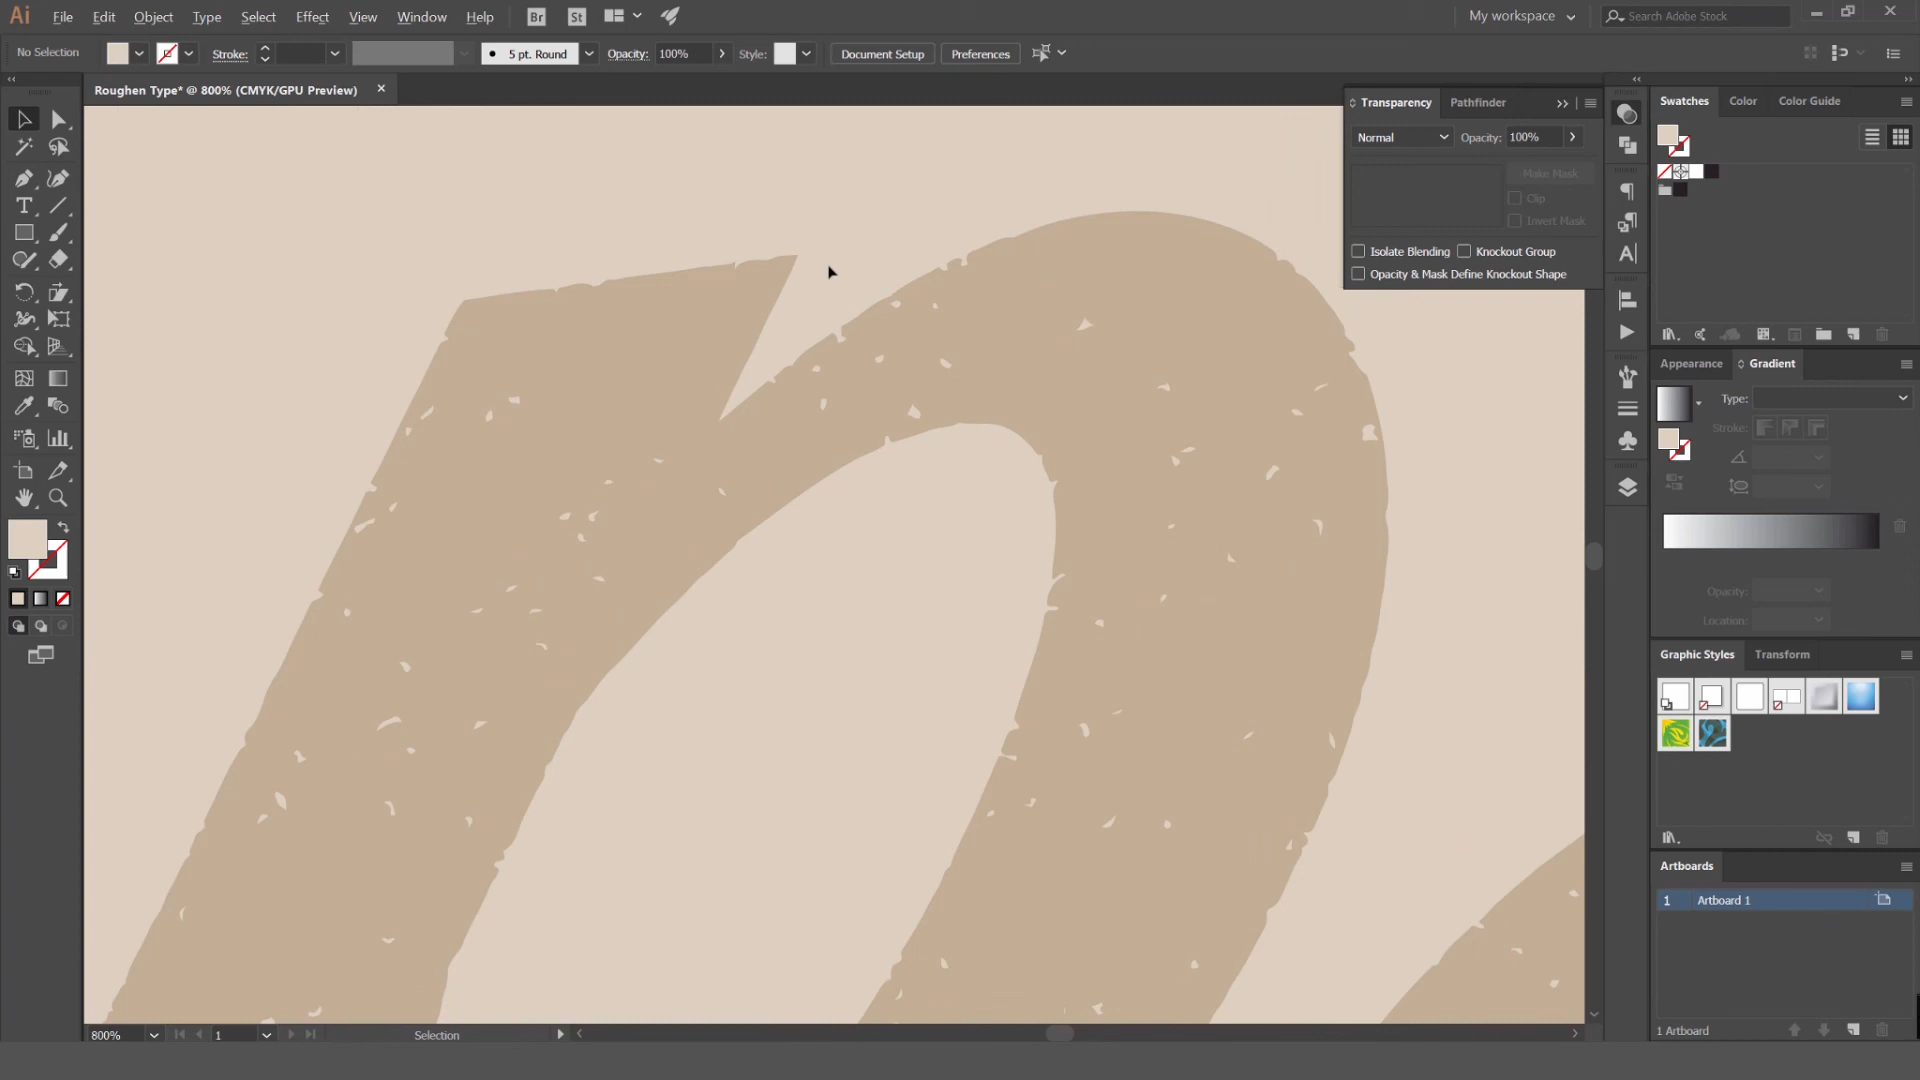 Ai File Edit Object Type Select Effect View Window Help Br St My workspace Search Adobe Stock
No Selection Stroke: 5 pt. Round Opacity: 100% Style: Document Setup Preferences
Roughen Type* @ 800% (CMYK/GPU Preview)
Transparency Pathfinder
Normal Opacity: 100%
Make Mask
Clip
Invert Mask
Isolate Blending Knockout Group
Opacity & Mask Define Knockout Shape
Swatches Color Color Guide
Appearance Gradient
Type:
Stroke:
Opacity:
Location:
Graphic Styles Transform
Artboards
1 Artboard 1
1 Artboard
800% 1 Selection